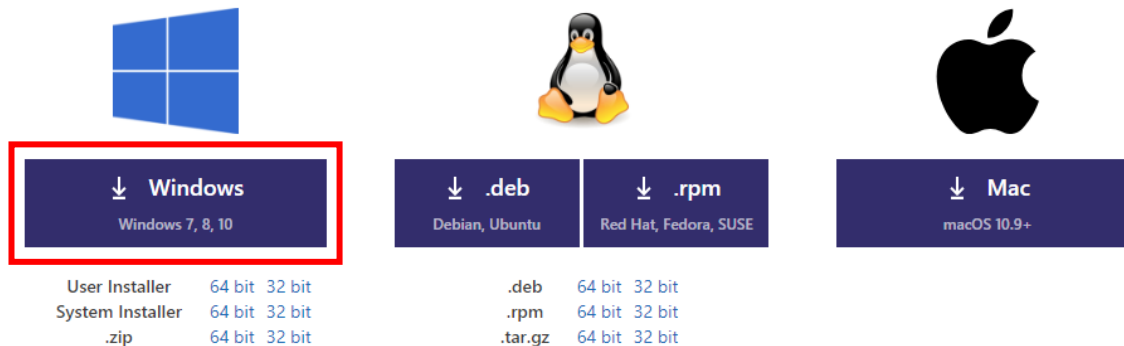 Windows
Windows 7, 8, 10
User Installer 64 bit 32 bit
System Installer 64 bit 32 bit
.zip 64 bit 32 bit
.deb
Debian, Ubuntu
.rpm
Red Hat, Fedora, SUSE
.deb 64 bit 32 bit
.rpm 64 bit 32 bit
.tar.gz 64 bit 32 bit
Mac
macOS 10.9+